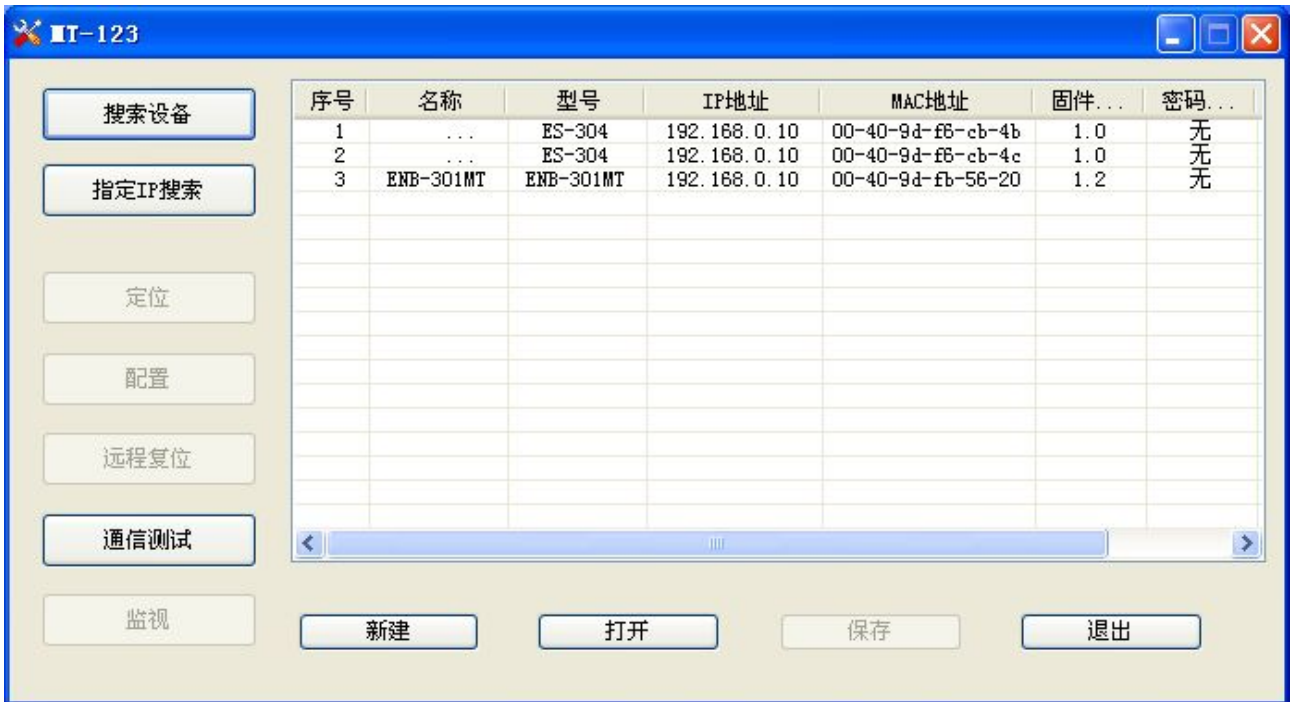 MT-123
搜索设备
指定IP搜索
定位
配置
远程复位
通信测试
监视
序号 名称 型号 IP地址 MAC地址 固件... 密码...
1 ... ES-304 192.168.0.10 00-40-9d-f6-cb-4b 1.0 无
2 ... ES-304 192.168.0.10 00-40-9d-f6-cb-4c 1.0 无
3 ENB-301MT ENB-301MT 192.168.0.10 00-40-9d-fb-56-20 1.2 无
新建 打开 保存 退出